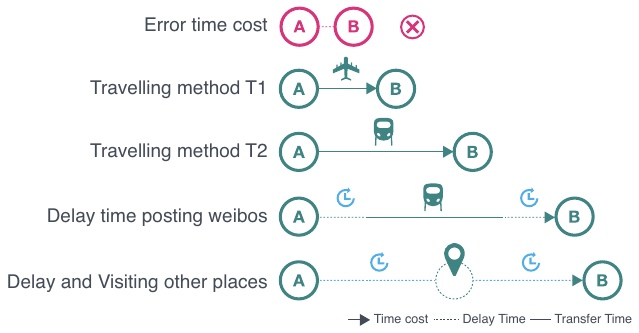 Error time cost A B
Travelling method T1 A B
Travelling method T2 A B
Delay time posting weibos A B
Delay and Visiting other places A B
Time cost Delay Time Transfer Time